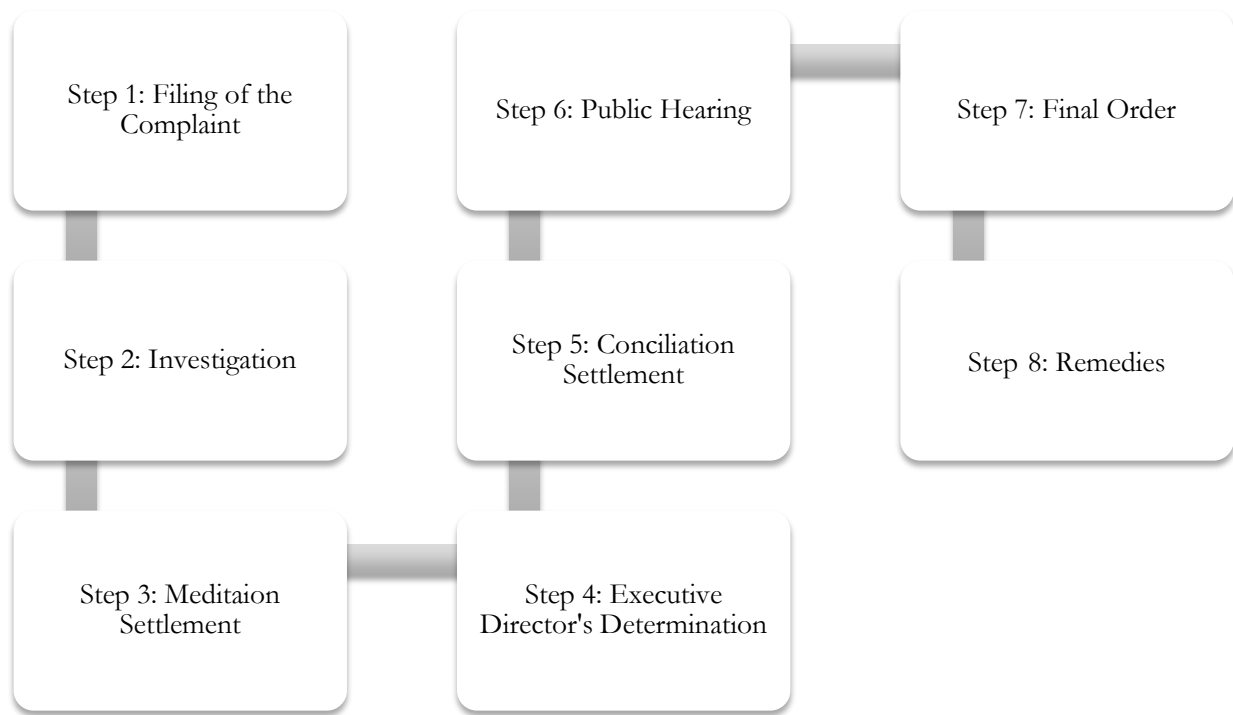 Step 1: Filing of the
Complaint
Step 2: Investigation
Step 3: Meditaion
Settlement
Step 4: Executive
Director's Determination
Step 5: Conciliation
Settlement
Step 6: Public Hearing
Step 7: Final Order
Step 8: Remedies